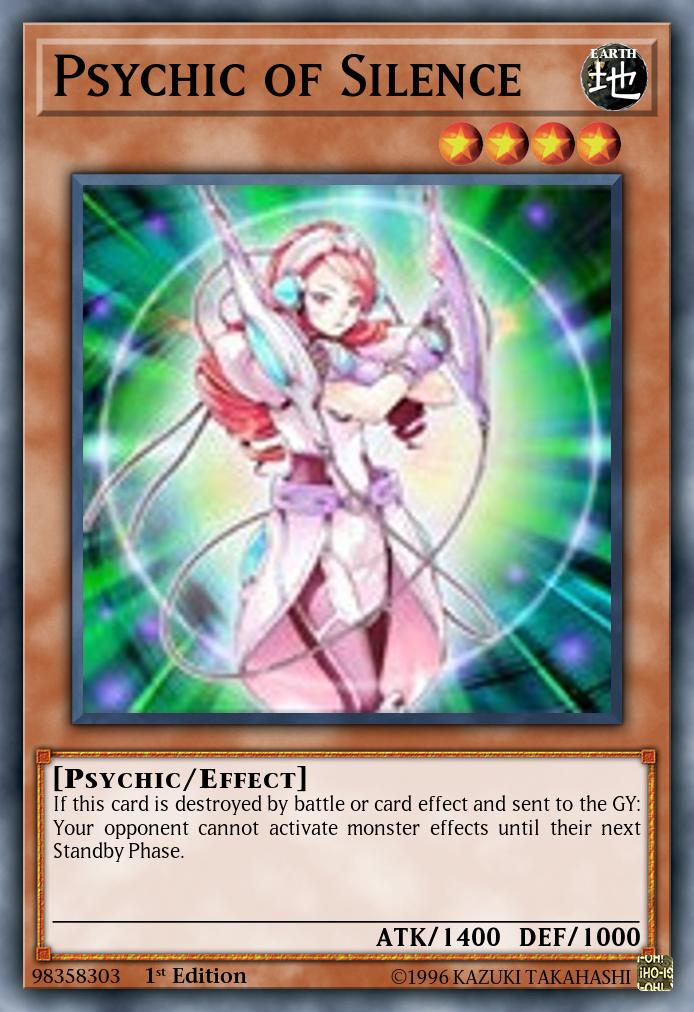 PSYCHIC OF SILENCE
EARTH
地
[PSYCHIC/EFFECT]
If this card is destroyed by battle or card effect and sent to the GY:
Your opponent cannot activate monster effects until their next
Standby Phase.
ATK/1400 DEF/1000
98358303 1st Edition ©1996 KAZUKI TAKAHASHI